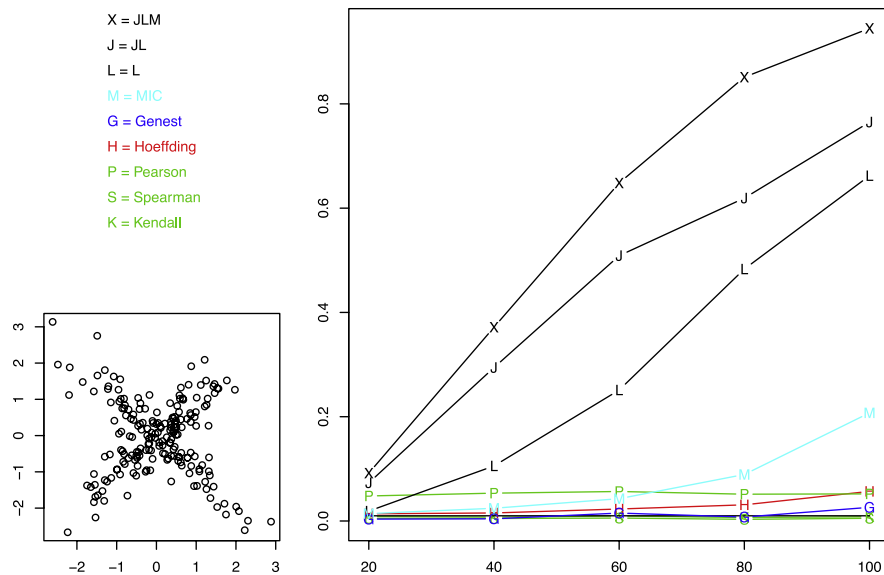 X = JLM
J = JL
L = L
M = MIC
G = Genest
H = Hoeffding
P = Pearson
S = Spearman
K = Kendall
3
2
1
0
−1
−2
−2 −1 0 1 2 3
0.8
0.6
0.4
0.2
0.0
20 40 60 80 100
X X X X X
J J J J J
L L L L L
M M M M M
P P P P P
H H H H
G G G G G